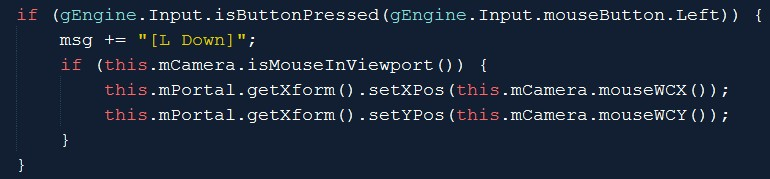 if (gEngine.Input.isButtonPressed(gEngine.Input.mouseButton.Left)) {
    msg += "[L Down]";
    if (this.mCamera.isMouseInViewport()) {
        this.mPortal.getXform().setXPos(this.mCamera.mouseWCX());
        this.mPortal.getXform().setYPos(this.mCamera.mouseWCY());
    }
}